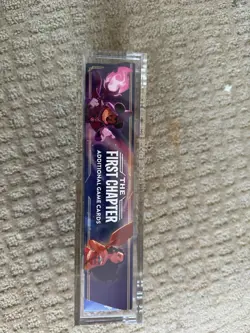 THE
FIRST CHAPTER
ADDITIONAL GAME CARDS